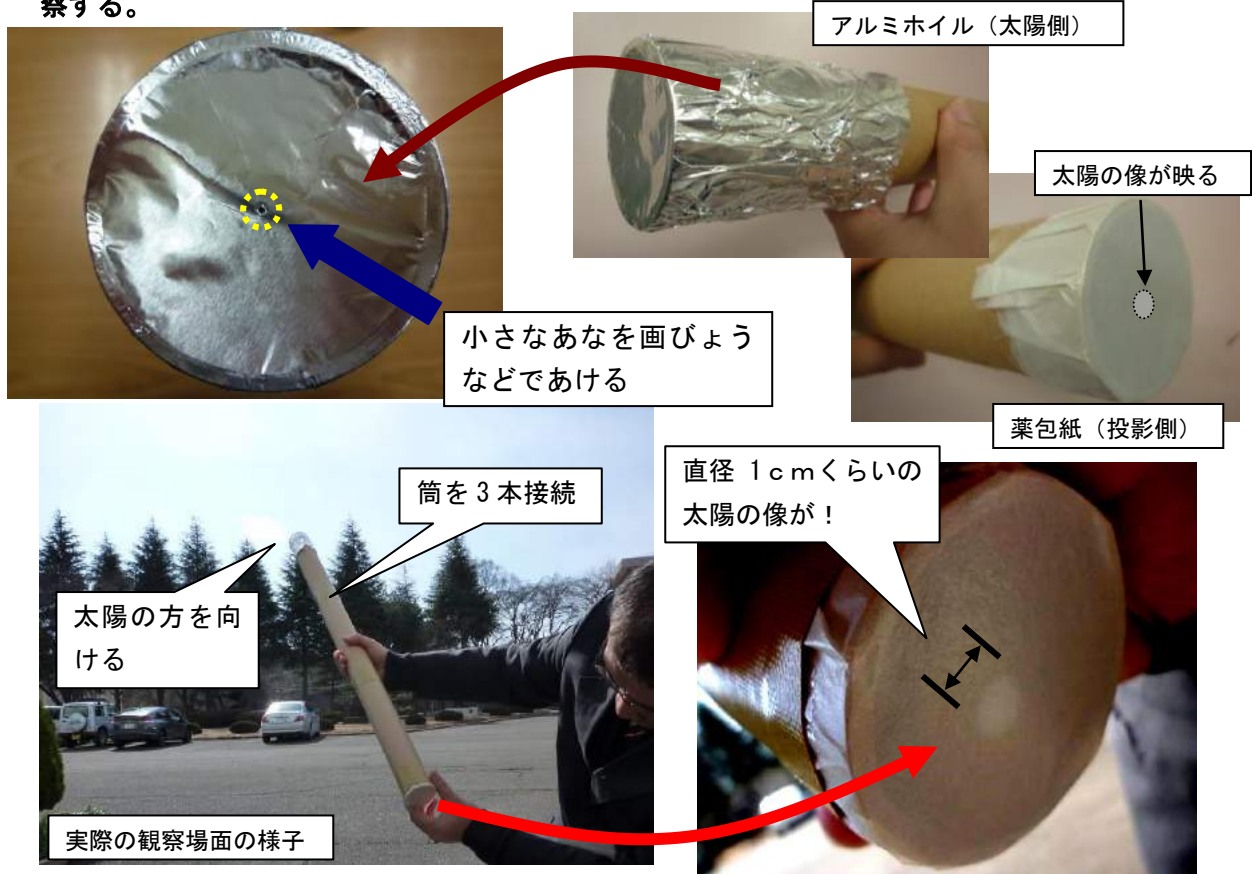 察する。
アルミホイル（太陽側）
太陽の像が映る
小さなあなを画びょう
などであける
薬包紙（投影側）
筒を3本接続
直径 1ｃｍくらいの
太陽の像が！
太陽の方を向
ける
実際の観察場面の様子